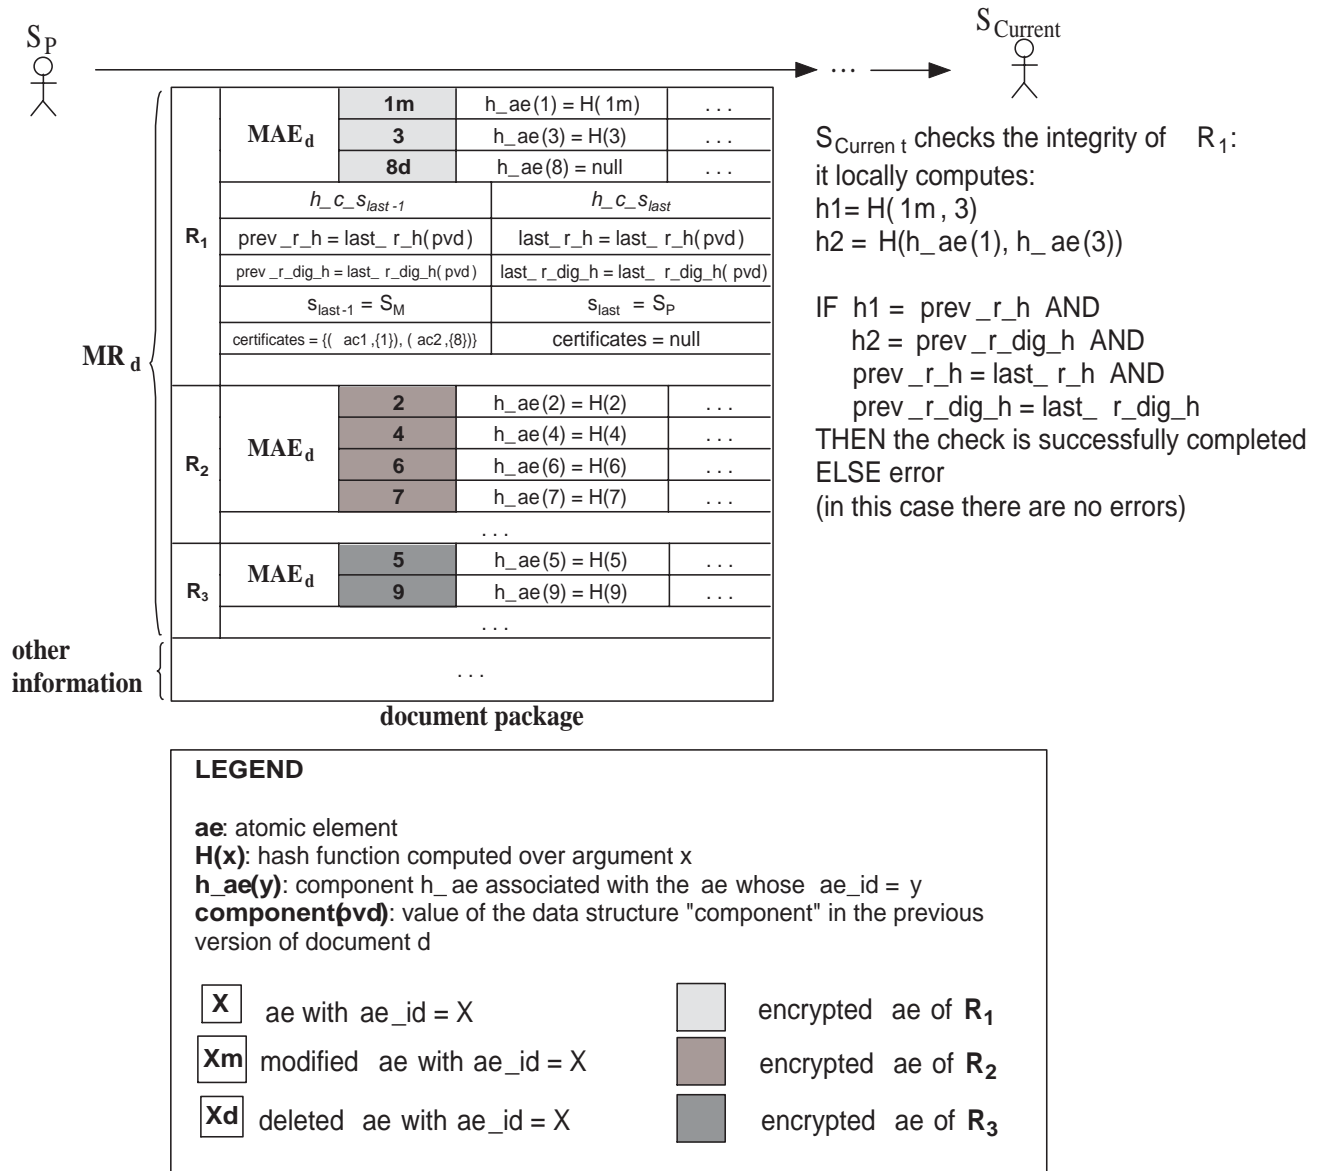 S_P
S_Current
...
MR_d
R_1
MAE_d
1m h_ae(1) = H(1m) ...
3 h_ae(3) = H(3) ...
8d h_ae(8) = null ...
h_c_s_last-1 h_c_s_last
prev_r_h = last_r_h(pvd) last_r_h = last_r_h(pvd)
prev_r_dig_h = last_r_dig_h(pvd) last_r_dig_h = last_r_dig_h(pvd)
s_last-1 = S_M s_last = S_P
certificates = {( ac1 ,{1}), ( ac2 ,{8})} certificates = null
R_2
MAE_d
2 h_ae(2) = H(2) ...
4 h_ae(4) = H(4) ...
6 h_ae(6) = H(6) ...
7 h_ae(7) = H(7) ...
...
R_3
MAE_d
5 h_ae(5) = H(5) ...
9 h_ae(9) = H(9) ...
...
other
information
...
document package
S_Curren t checks the integrity of R_1:
it locally computes:
h1= H( 1m , 3)
h2 = H(h_ae(1), h_ae(3))
IF h1 = prev_r_h AND
h2 = prev_r_dig_h AND
prev_r_h = last_r_h AND
prev_r_dig_h = last_r_dig_h
THEN the check is successfully completed
ELSE error
(in this case there are no errors)
LEGEND
ae: atomic element
H(x): hash function computed over argument x
h_ae(y): component h_ae associated with the ae whose ae_id = y
component(pvd): value of the data structure "component" in the previous
version of document d
X ae with ae_id = X
Xm modified ae with ae_id = X
Xd deleted ae with ae_id = X
encrypted ae of R_1
encrypted ae of R_2
encrypted ae of R_3